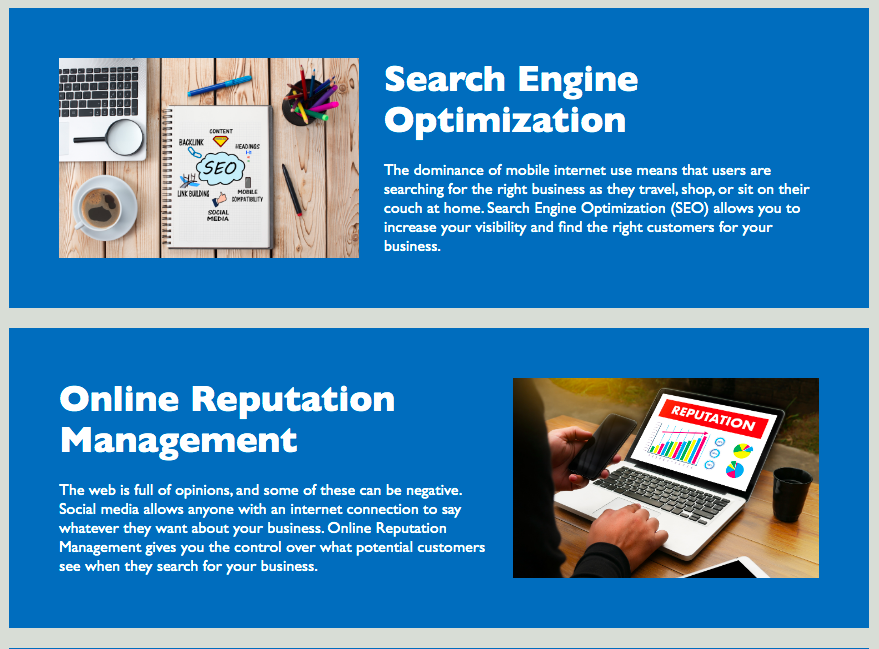 Search Engine
Optimization
The dominance of mobile internet use means that users are
searching for the right business as they travel, shop, or sit on their
couch at home. Search Engine Optimization (SEO) allows you to
increase your visibility and find the right customers for your
business.
CONTENT
BACKLINK
HEADINGS
SEO
LINK BUILDING
MOBILE
COMPATIBILITY
SOCIAL
MEDIA
Online Reputation
Management
The web is full of opinions, and some of these can be negative.
Social media allows anyone with an internet connection to say
whatever they want about your business. Online Reputation
Management gives you the control over what potential customers
see when they search for your business.
REPUTATION